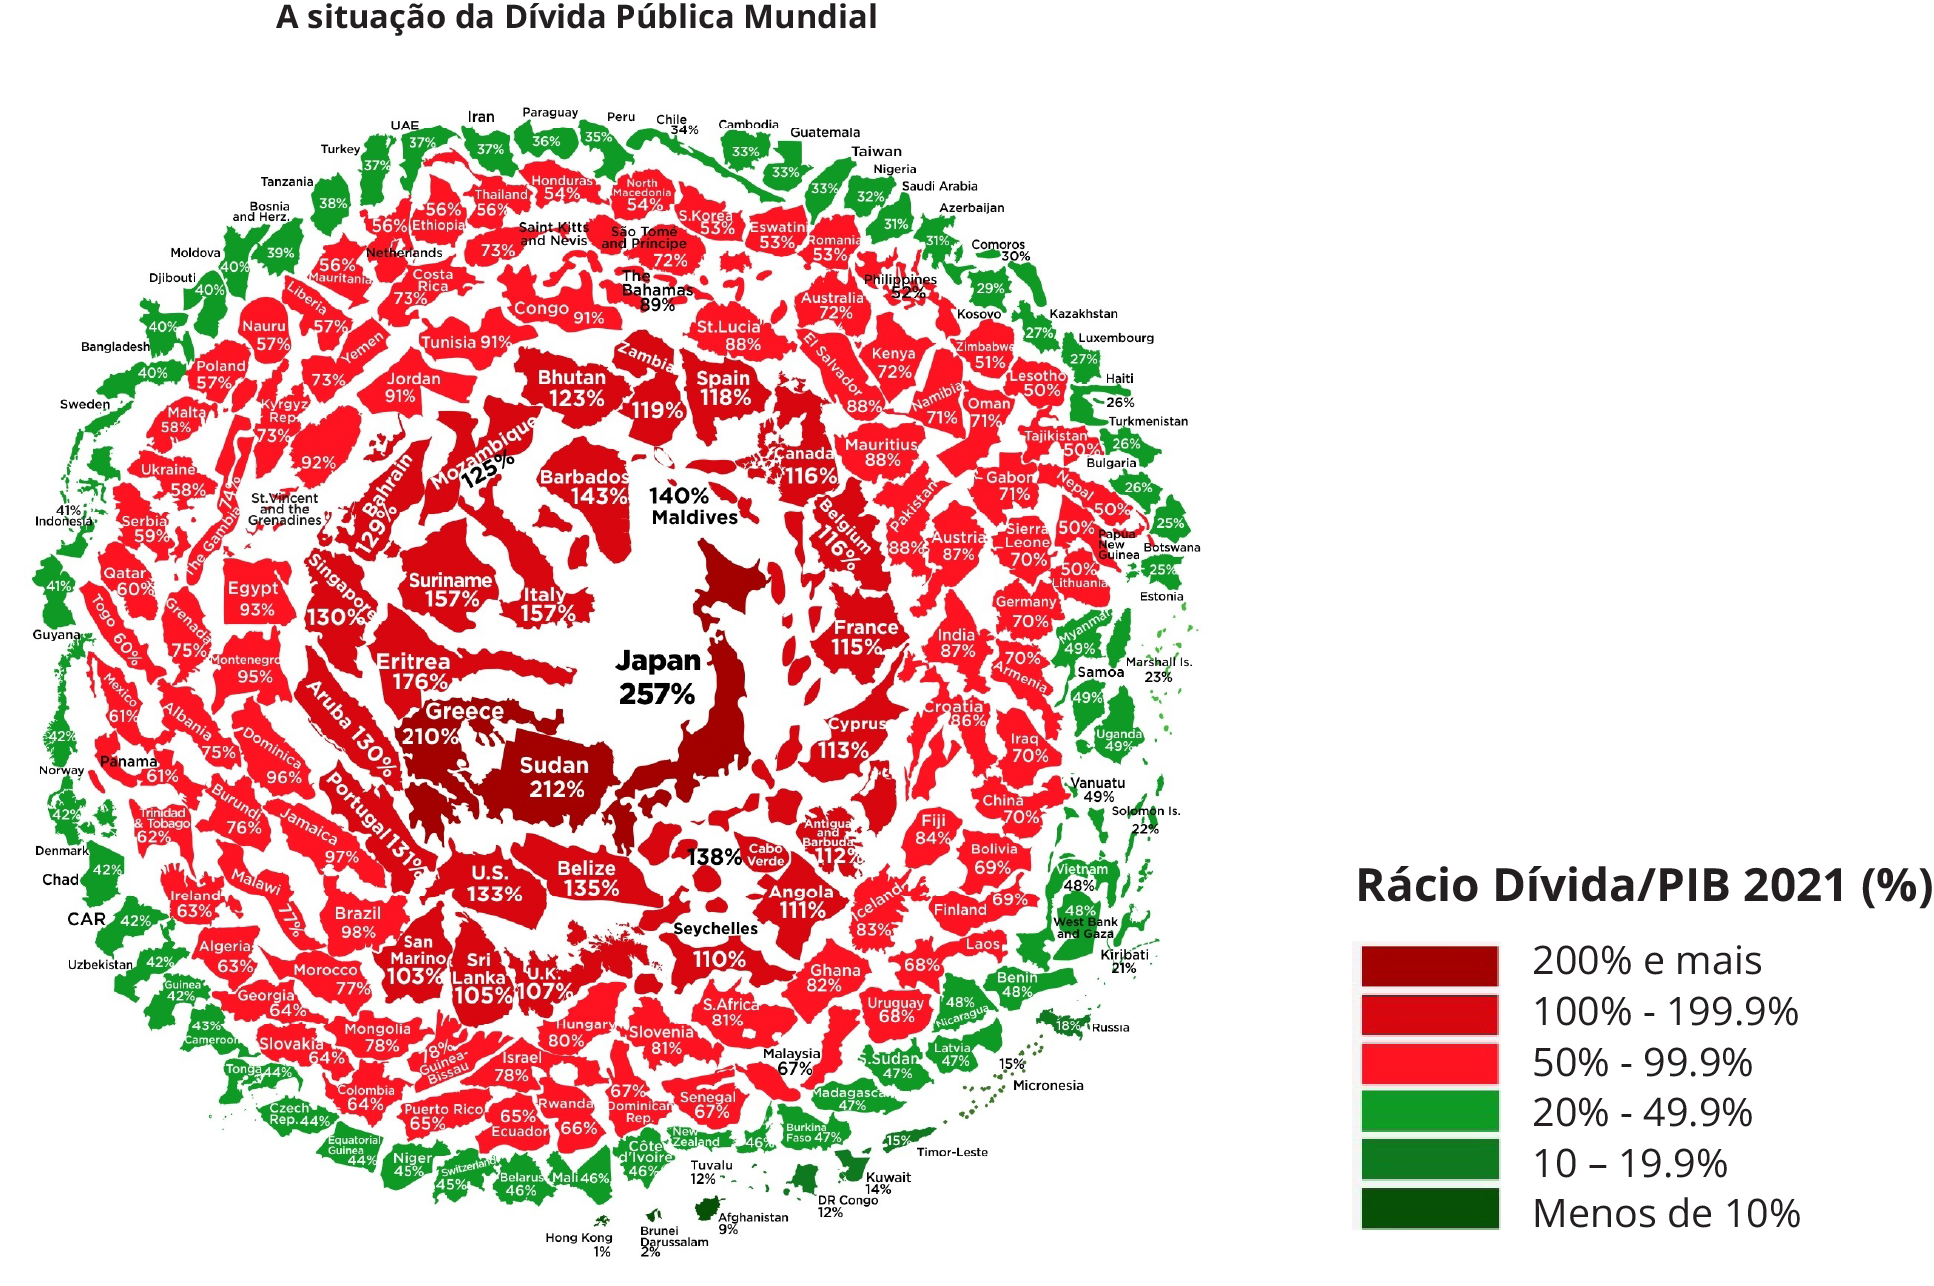 A situação da Dívida Pública Mundial
Iran
Paraguay
Peru
Chile
34%
Cambodia
Guatemala
UAE
Turkey
37%
37%
37%
36%
35%
33%
33%
Taiwan
33%
Nigeria
32%
Saudi Arabia
31%
Azerbaijan
31%
Comoros
30%
29%
Kosovo
Kazakhstan
27%
Luxembourg
27%
Haiti
26%
Turkmenistan
26%
Bulgaria
26%
25%
Botswana
25%
Estonia
Tanzania
38%
Bosnia
and Herz.
39%
Moldova
40%
Djibouti
40%
40%
Bangladesh
40%
Sweden
41%
Indonesia
41%
Guyana
42%
Norway
42%
Denmark
42%
Chad
CAR
42%
Uzbekistan
42%
Guinea
42%
43%
Cameroon
Tonga
44%
Czech
Rep. 44%
Equatorial
Guinea
44%
Niger
45%
Switzerland
45%
Belarus
46%
Mali 46%
Côte
d'Ivoire
46%
New
Zealand
46%
Burkina
Faso 47%
Madagascar
47%
S.Sudan
47%
Latvia
47%
48%
Nicaragua
Benin
48%
48%
West Bank
and Gaza
Vietnam
48%
Vanuatu
49%
Uganda
49%
Samoa
49%
Myanmar
49%
Marshall Is.
23%
Solomon Is.
22%
Kiribati
21%
18%
Russia
15%
Micronesia
15%
Timor-Leste
Kuwait
14%
DR Congo
12%
Tuvalu
12%
Afghanistan
9%
Brunei
Darussalam
2%
Hong Kong
1%
56%
Netherlands
56%
Ethiopia
Thailand
56%
Honduras
54%
North
Macedonia
54%
S.Korea
53%
Eswatini
53%
Romania
53%
Philippines
52%
Zimbabwe
51%
Lesotho
50%
Tajikistan
50%
Nepal
50%
50%
Papua
New
Guinea
50%
Lithuania
56%
Mauritania
Liberia
57%
Nauru
57%
Poland
57%
Malta
58%
Ukraine
58%
Serbia
59%
Qatar
60%
Togo 60%
Mexico
61%
Panama
61%
Trinidad
& Tobago
62%
Ireland
63%
Algeria
63%
Georgia
64%
Slovakia
64%
Colombia
64%
Puerto Rico
65%
65%
Ecuador
Rwanda
66%
67%
Dominican
Rep.
Senegal
67%
Malaysia
67%
Uruguay
68%
Laos
68%
Finland
69%
Bolivia
69%
China
70%
Iraq
70%
70%
Armenia
Germany
70%
Sierra
Leone
70%
Gabon
71%
Oman
71%
Namibia
71%
Kenya
72%
Australia
72%
São Tomé
and Príncipe
72%
Saint Kitts
and Nevis
73%
Costa
Rica
73%
Yemen
73%
Kyrgyz
Rep.
73%
The Gambia 74%
Grenada
75%
Albania
75%
Burundi
76%
Malawi
77%
Morocco
77%
Mongolia
78%
78%
Guinea-
Bissau
Israel
78%
Hungary
80%
Slovenia
81%
S.Africa
81%
Ghana
82%
Iceland
83%
Fiji
84%
Croatia
86%
India
87%
Austria
87%
Pakistan
88%
Mauritius
88%
El Salvador
88%
St.Lucia
88%
The
Bahamas
89%
Congo 91%
Tunisia 91%
Jordan
91%
92%
St.Vincent
and the
Grenadines
Egypt
93%
Montenegro
95%
Dominica
96%
Jamaica
97%
Brazil
98%
San
Marino
103%
Sri
Lanka
105%
U.K.
107%
Seychelles
110%
Angola
111%
Antigua
and
Barbuda
112%
Cyprus
113%
France
115%
Belgium
116%
Canada
116%
Spain
118%
Zambia
119%
Bhutan
123%
Mozambique
125%
Bahrain
129%
Singapore
130%
Aruba 130%
Portugal 131%
U.S.
133%
Belize
135%
138%
Cabo
Verde
140%
Maldives
Barbados
143%
Suriname
157%
Italy
157%
Eritrea
176%
Greece
210%
Sudan
212%
Japan
257%
Rácio Dívida/PIB 2021 (%)
200% e mais
100% - 199.9%
50% - 99.9%
20% - 49.9%
10 – 19.9%
Menos de 10%